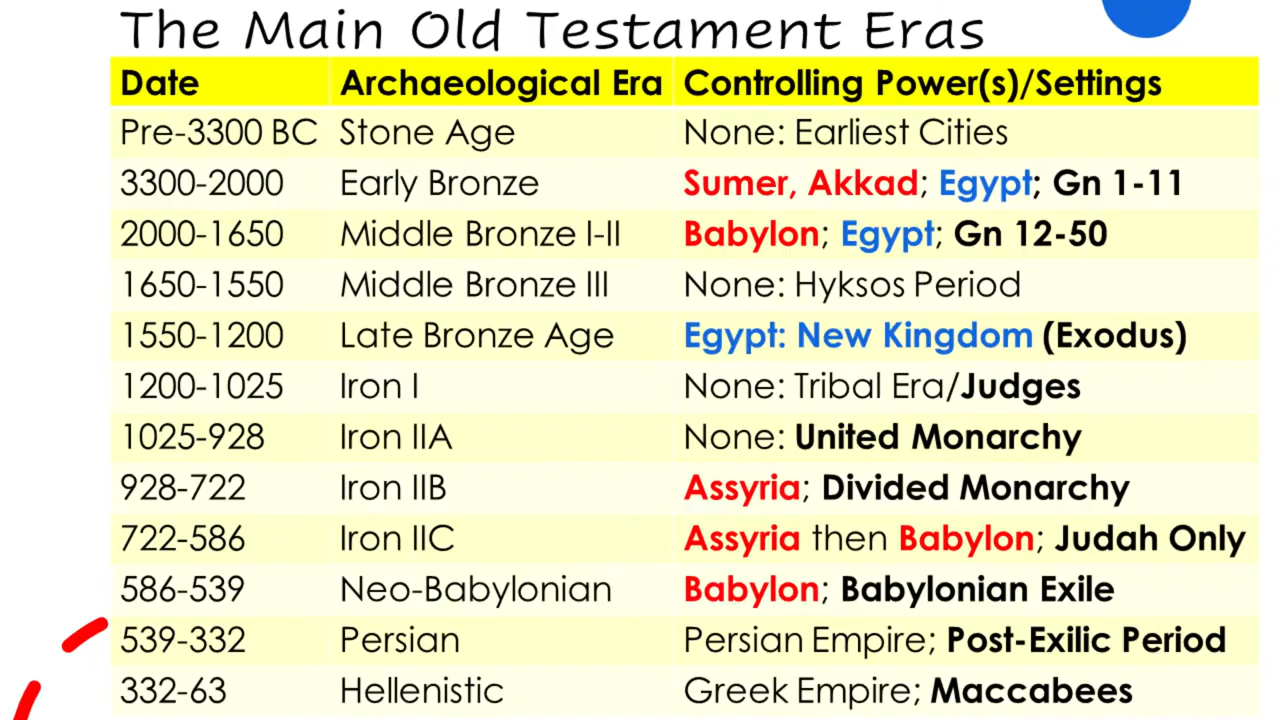 The Main Old Testament Eras
Date Archaeological Era Controlling Power(s)/Settings
Pre-3300 BC Stone Age None: Earliest Cities
3300-2000 Early Bronze Sumer, Akkad; Egypt; Gn 1-11
2000-1650 Middle Bronze I-II Babylon; Egypt; Gn 12-50
1650-1550 Middle Bronze III None: Hyksos Period
1550-1200 Late Bronze Age Egypt: New Kingdom (Exodus)
1200-1025 Iron I None: Tribal Era/Judges
1025-928 Iron IIA None: United Monarchy
928-722 Iron IIB Assyria; Divided Monarchy
722-586 Iron IIC Assyria then Babylon; Judah Only
586-539 Neo-Babylonian Babylon; Babylonian Exile
539-332 Persian Persian Empire; Post-Exilic Period
332-63 Hellenistic Greek Empire; Maccabees